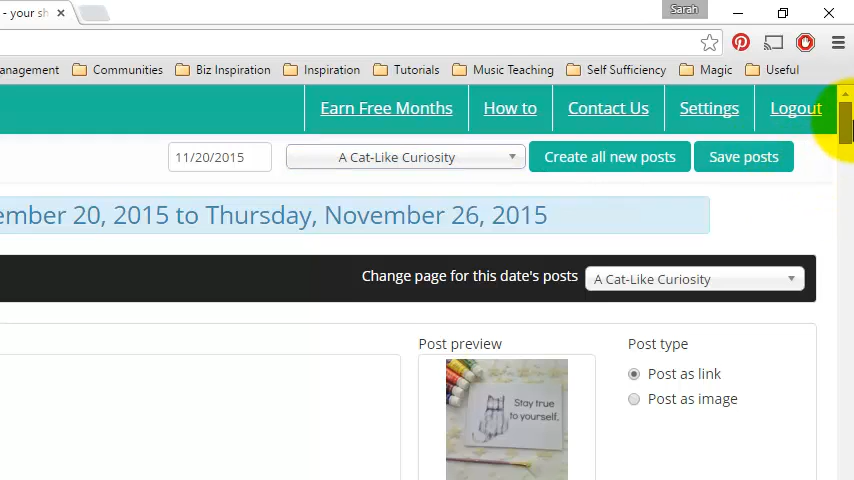 Sarah
- your sh
anagement Communities Biz Inspiration Inspiration Tutorials Music Teaching Self Sufficiency Magic Useful
Earn Free Months How to Contact Us Settings Logout
11/20/2015 A Cat-Like Curiosity Create all new posts Save posts
ember 20, 2015 to Thursday, November 26, 2015
Change page for this date's posts A Cat-Like Curiosity
Post preview Post type
Post as link
Post as image
Stay true
to yourself.